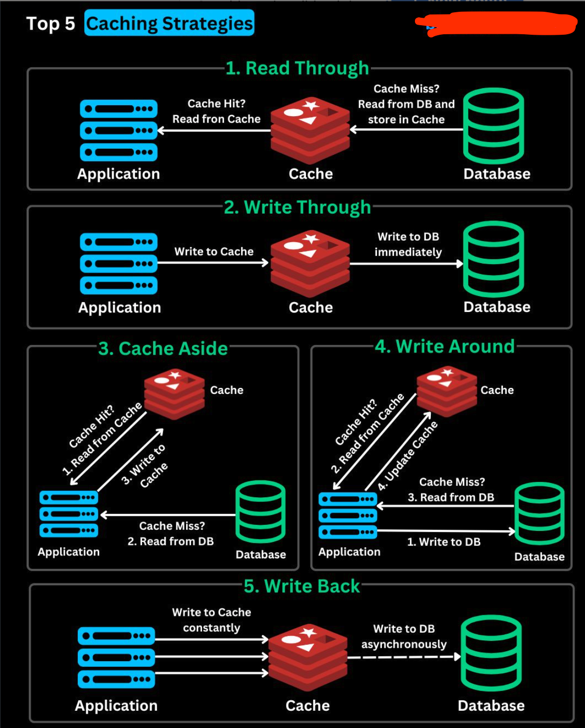 Top 5 Caching Strategies
1. Read Through
Cache Hit?
Read fron Cache
Cache Miss?
Read from DB and
store in Cache
Application
Cache
Database
2. Write Through
Write to Cache
Write to DB
immediately
Application
Cache
Database
3. Cache Aside
Cache
Cache Hit?
1. Read from Cache
3. Write to
Cache
Cache Miss?
2. Read from DB
Application
Database
4. Write Around
Cache
Cache Hit?
2. Read from Cache
4. Update Cache
Cache Miss?
3. Read from DB
1. Write to DB
Application
Database
5. Write Back
Write to Cache
constantly
Write to DB
asynchronously
Application
Cache
Database